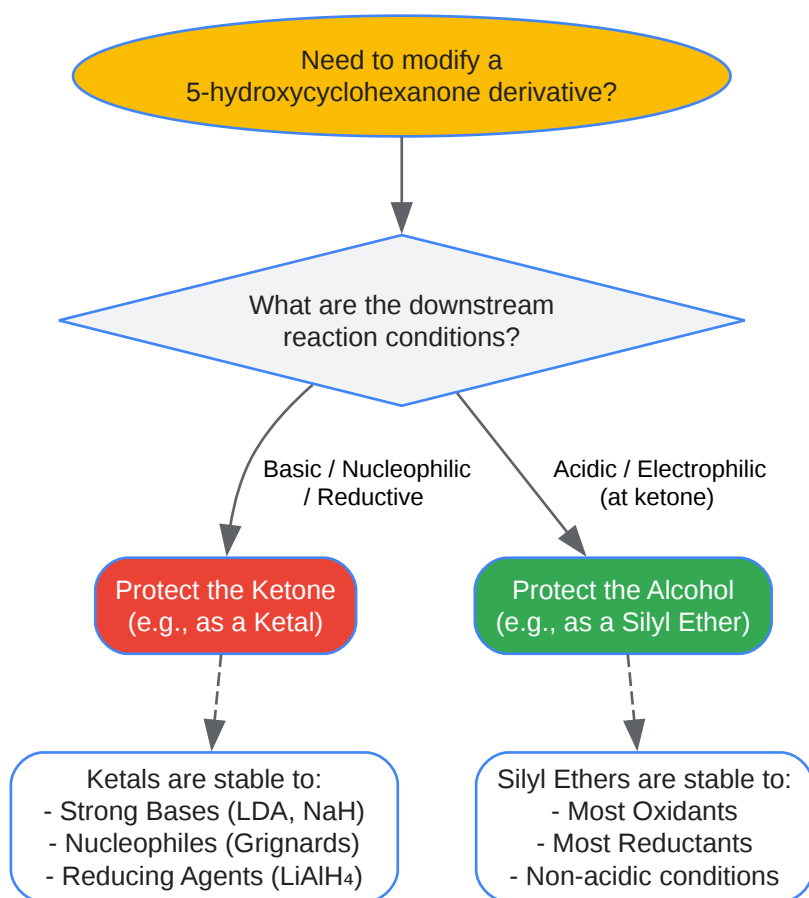 Need to modify a
5-hydroxycyclohexanone derivative?
What are the downstream
reaction conditions?
Basic / Nucleophilic
/ Reductive
Acidic / Electrophilic
(at ketone)
Protect the Ketone
(e.g., as a Ketal)
Protect the Alcohol
(e.g., as a Silyl Ether)
Ketals are stable to:
- Strong Bases (LDA, NaH)
- Nucleophiles (Grignards)
- Reducing Agents (LiAlH₄)
Silyl Ethers are stable to:
- Most Oxidants
- Most Reductants
- Non-acidic conditions